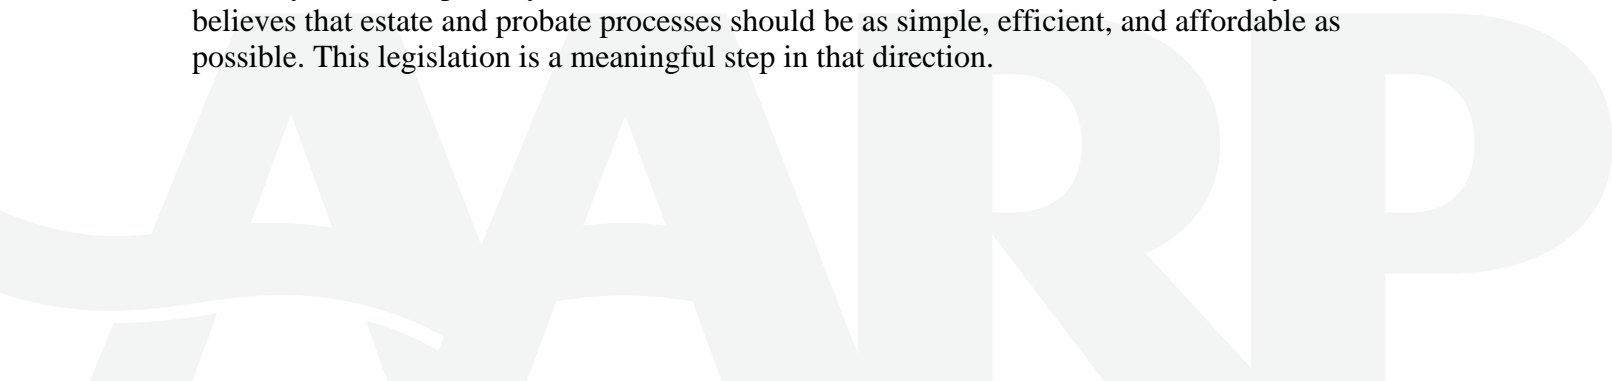 believes that estate and probate processes should be as simple, efficient, and affordable as
possible. This legislation is a meaningful step in that direction.
AARP